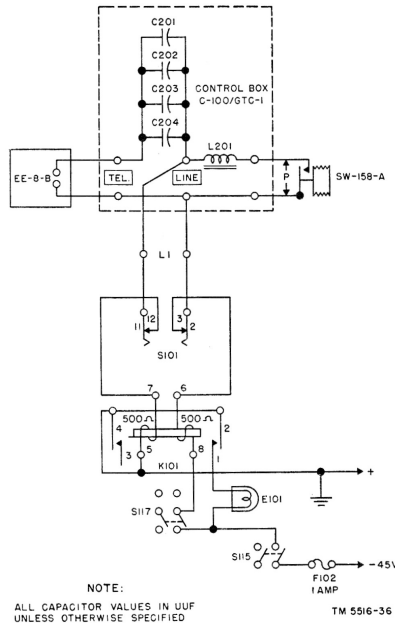 C201
C202
C203
C204
CONTROL BOX
C-100/GTC-1
L201
EE-8-B
TEL.
LINE
P
SW-158-A
L1
11
12
3
2
S101
7
6
500Ω
500Ω
4
2
3
5
8
1
K101
+
S117
E101
S115
F102
1 AMP
-45V
NOTE:
ALL CAPACITOR VALUES IN UUF
UNLESS OTHERWISE SPECIFIED
TM 5516-36